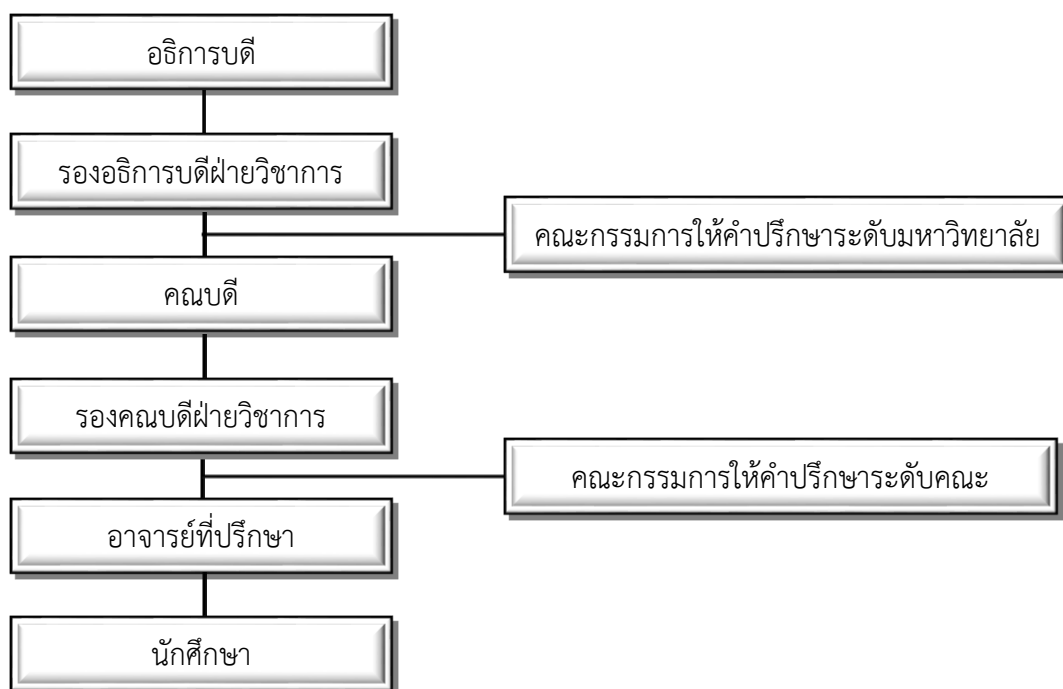 อธิการบดี
รองอธิการบดีฝ่ายวิชาการ
คณะกรรมการให้คำปรึกษาระดับมหาวิทยาลัย
คณบดี
รองคณบดีฝ่ายวิชาการ
คณะกรรมการให้คำปรึกษาระดับคณะ
อาจารย์ที่ปรึกษา
นักศึกษา